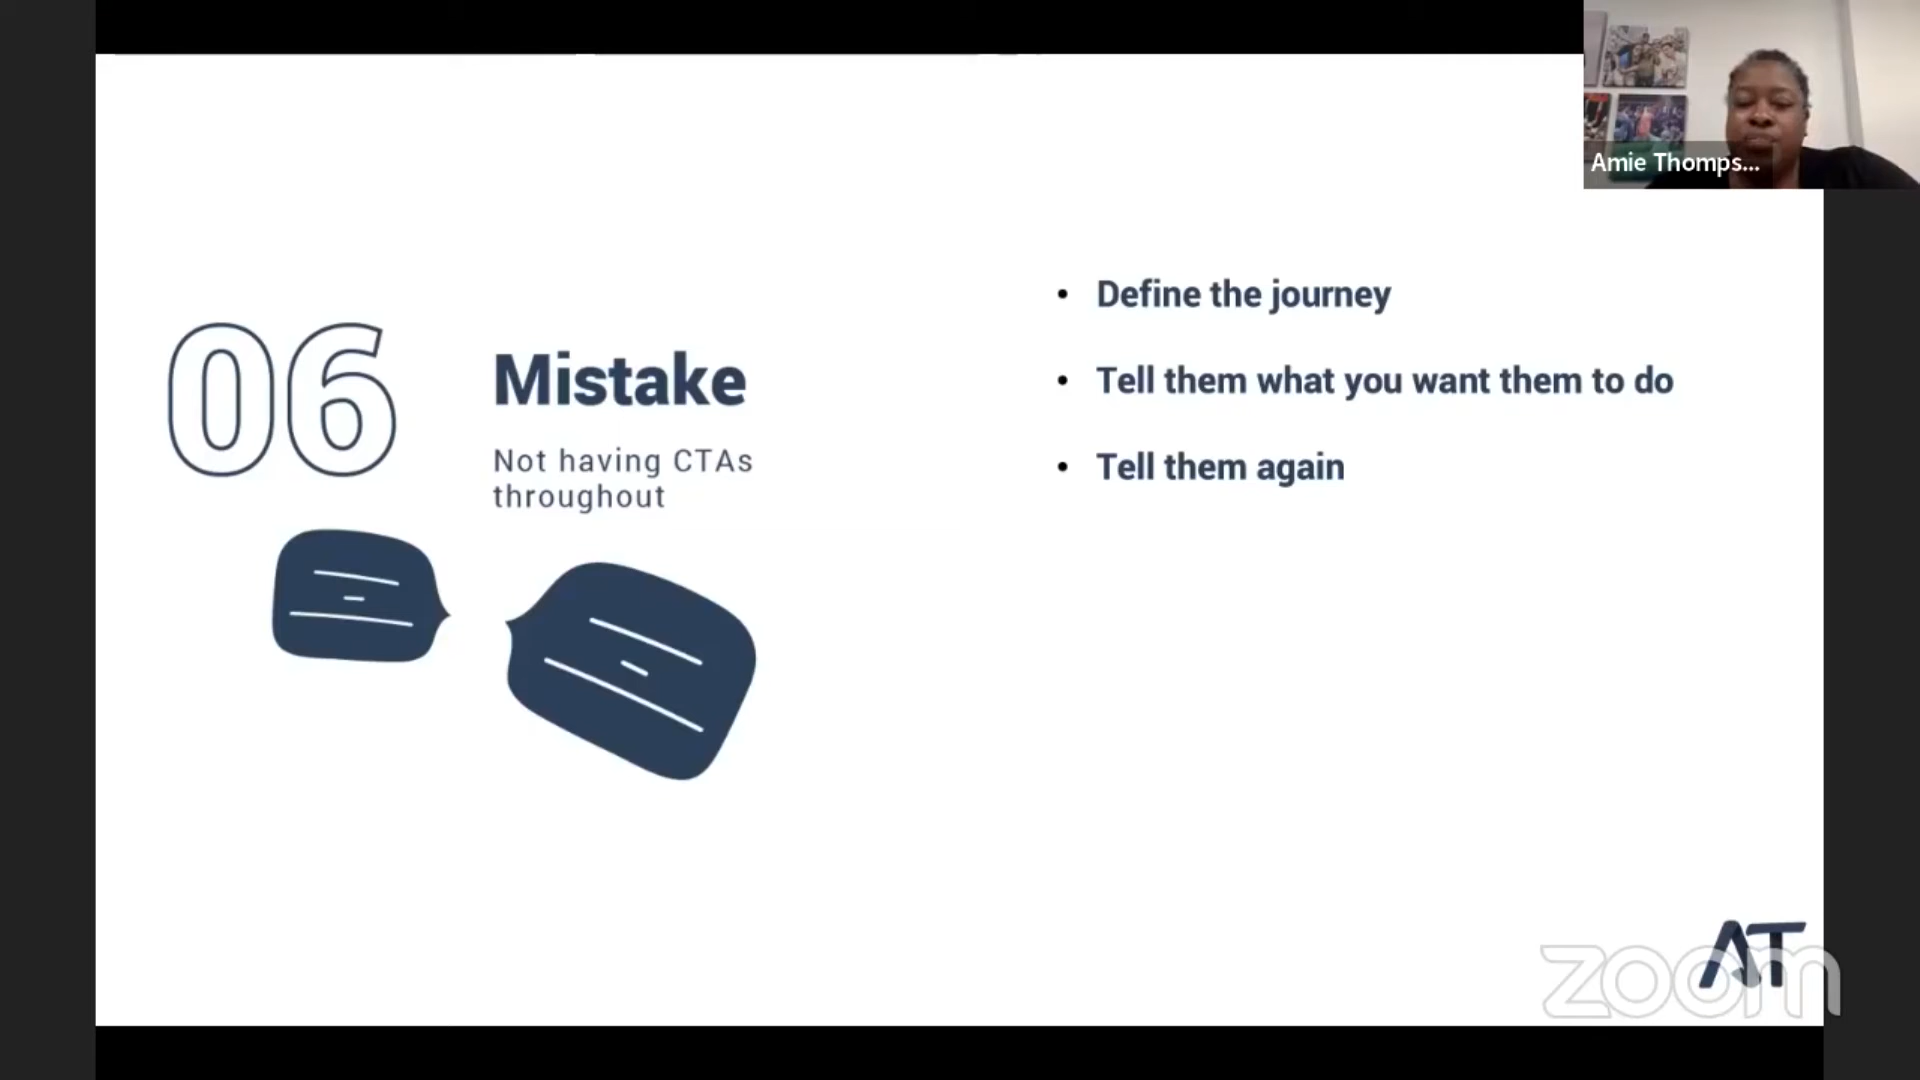 Amie Thomps...
06
Mistake
Not having CTAs
throughout
• Define the journey
• Tell them what you want them to do
• Tell them again
AT
zoom